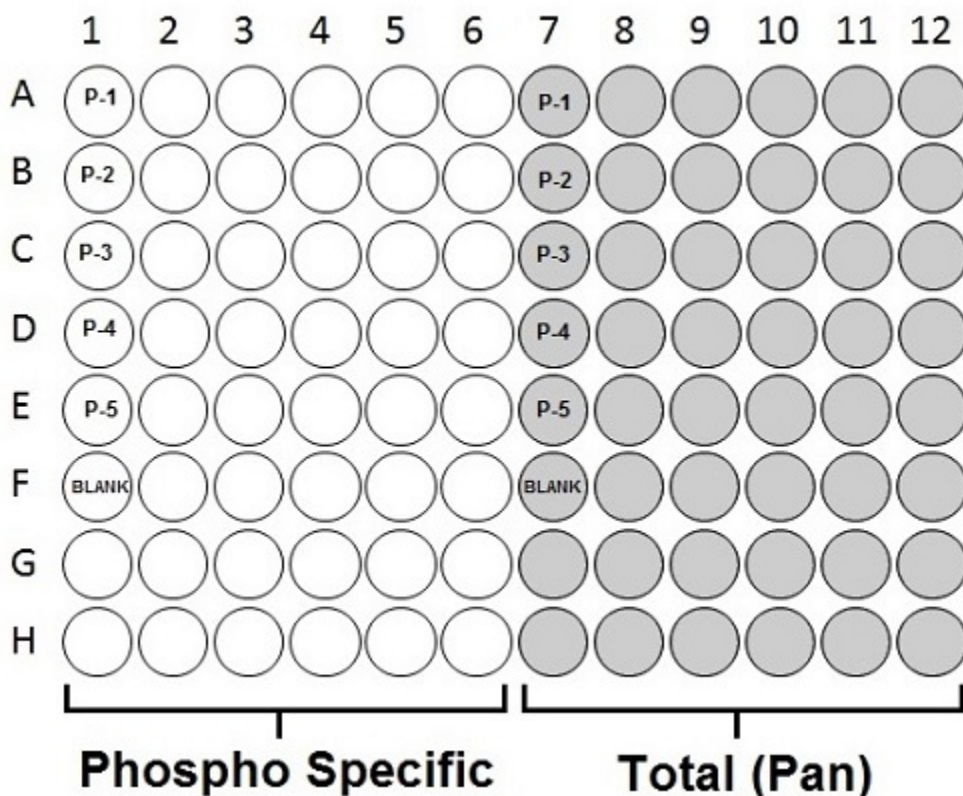 1 2 3 4 5 6 7 8 9 10 11 12
A P-1 P-1
B P-2 P-2
C P-3 P-3
D P-4 P-4
E P-5 P-5
F BLANK BLANK
G
H
Phospho Specific Total (Pan)